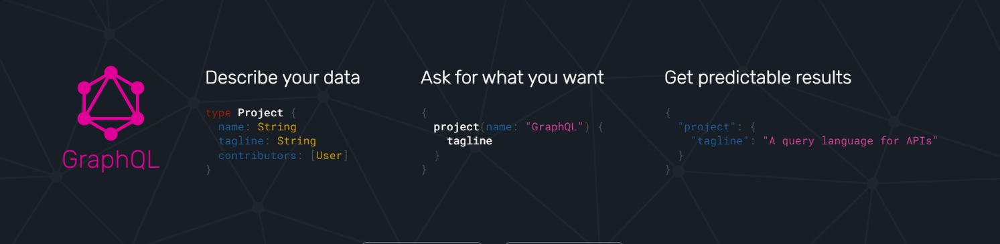 GraphQL
Describe your data
type Project {
  name: String
  tagline: String
  contributors: [User]
}
Ask for what you want
{
  project(name: "GraphQL") {
    tagline
  }
}
Get predictable results
{
  "project": {
    "tagline": "A query language for APIs"
  }
}